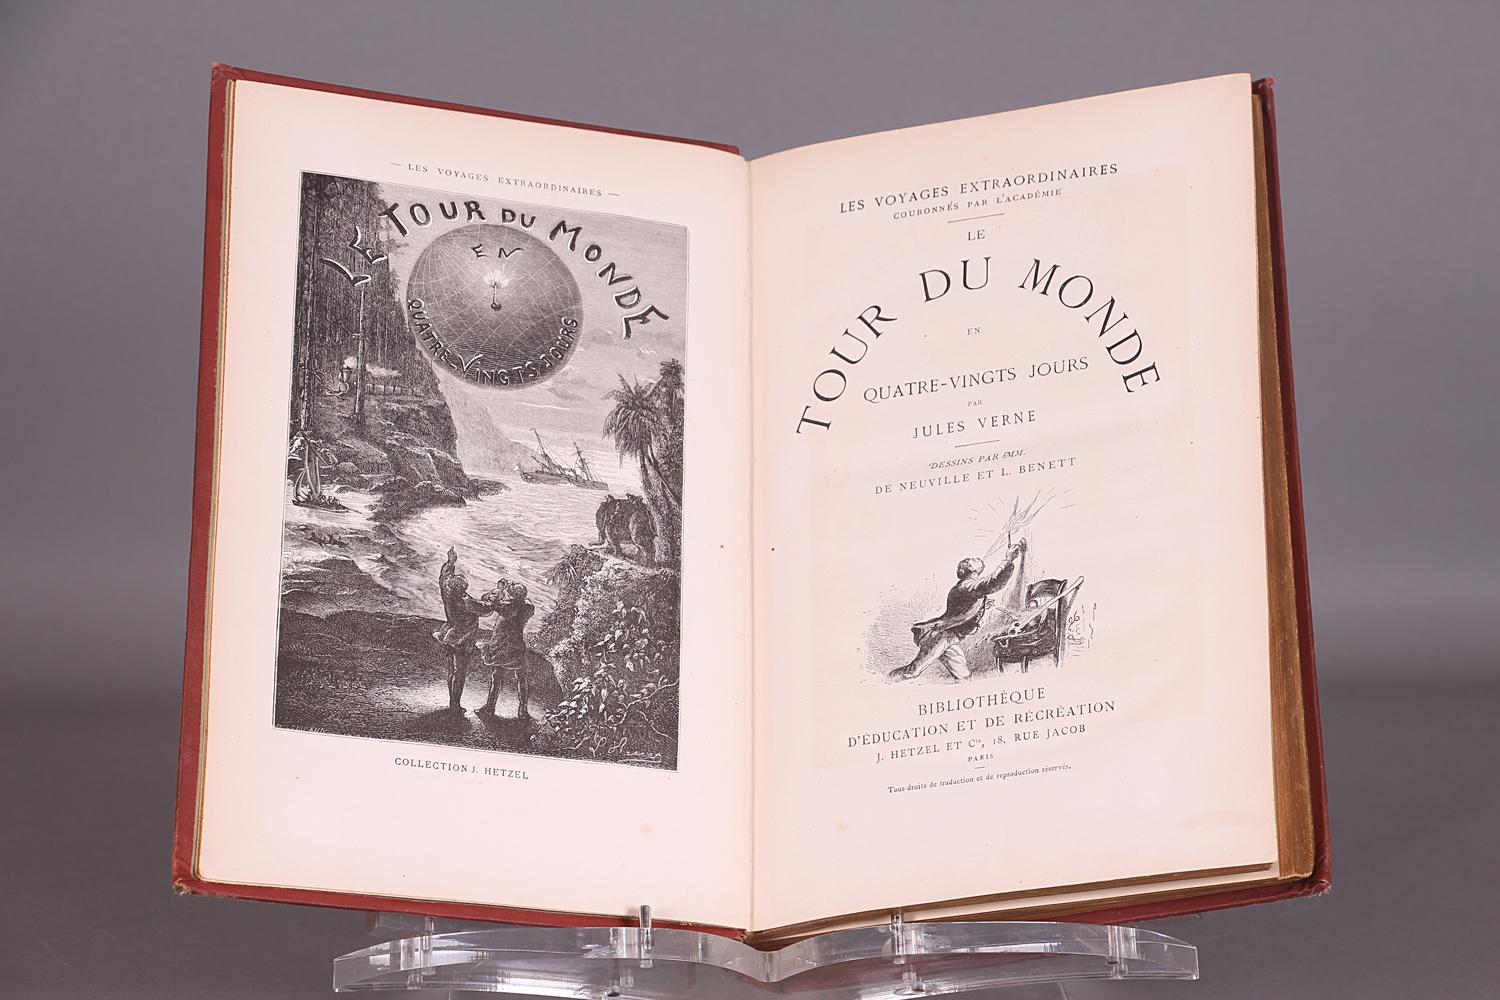 — LES VOYAGES EXTRAORDINAIRES —
LE TOUR DU MONDE
EN
QUATRE-VINGTS-JOURS
COLLECTION J. HETZEL
LES VOYAGES EXTRAORDINAIRES
COURONNÉS PAR L'ACADÉMIE
LE
TOUR DU MONDE
EN
QUATRE-VINGTS JOURS
PAR
JULES VERNE
DESSINS PAR MM.
DE NEUVILLE ET L. BENETT
BIBLIOTHÈQUE
D'ÉDUCATION ET DE RÉCRÉATION
J. HETZEL ET Cie, 18, RUE JACOB
PARIS
Tous droits de traduction et de reproduction réservés.